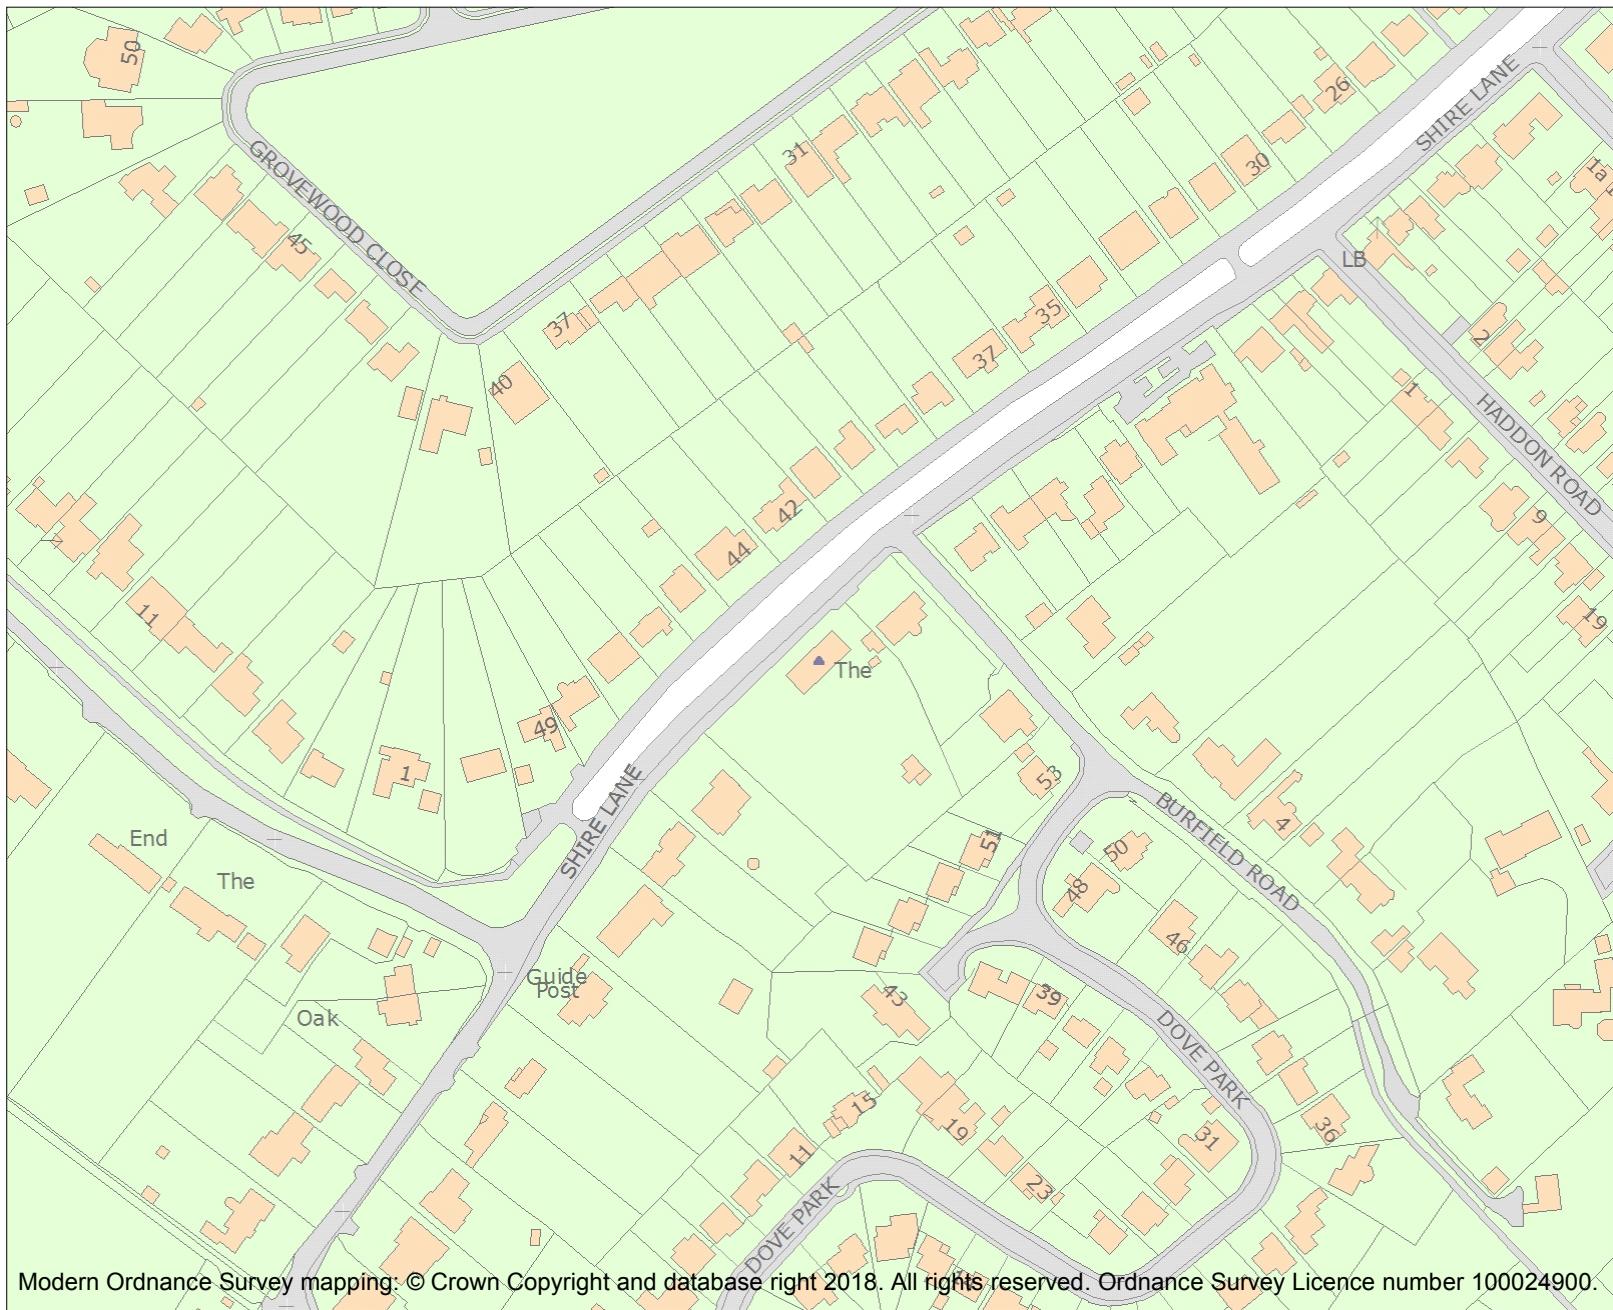 50
26
SHIRE LANE
GROVEWOOD CLOSE
31
30
1a
45
LB
37
35
2
37
40
1
HADDON ROAD
42
9
44
11
19
The
49
1
53
SHIRE LANE
BURFIELD ROAD
4
End
51
50
The
48
46
Guide
Post
43
39
Oak
DOVE PARK
15
19
36
31
11
23
DOVE PARK
Modern Ordnance Survey mapping: © Crown Copyright and database right 2018. All rights reserved. Ordnance Survey Licence number 100024900.